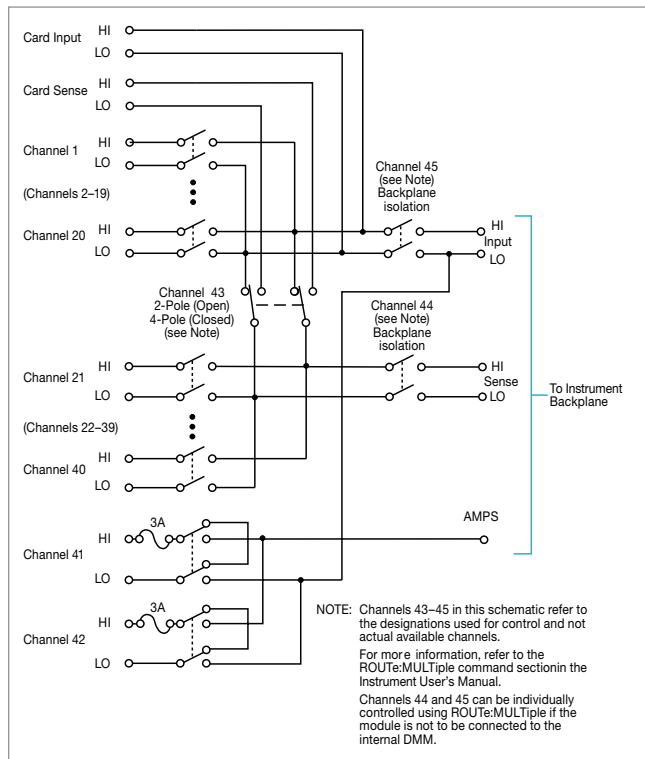 Card Input HI
LO
Card Sense HI
LO
Channel 1 HI
LO
(Channels 2–19)
Channel 20 HI
LO
Channel 45
(see Note)
Backplane
isolation
HI
Input
LO
Channel 43
2-Pole (Open)
4-Pole (Closed)
(see Note)
Channel 44
(see Note)
Backplane
isolation
Channel 21 HI
LO
HI
Sense
LO
To Instrument
Backplane
(Channels 22–39)
Channel 40 HI
LO
AMPS
3A
Channel 41 HI
LO
3A
Channel 42 HI
LO
NOTE: Channels 43–45 in this schematic refer to
the designations used for control and not
actual available channels.
For more information, refer to the
ROUTe:MULTiple command sectionin the
Instrument User's Manual.
Channels 44 and 45 can be individually
controlled using ROUTe:MULTiple if the
module is not to be connected to the
internal DMM.